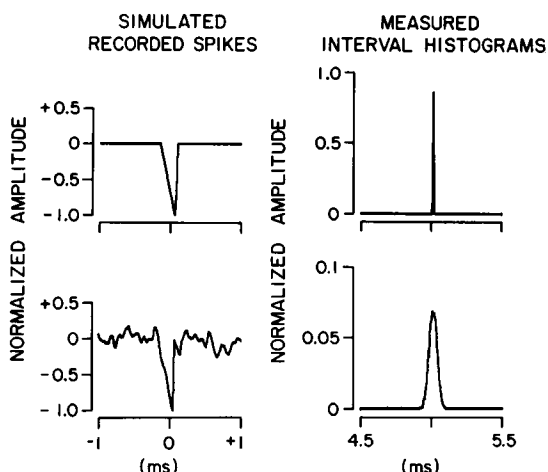 SIMULATED
RECORDED SPIKES
MEASURED
INTERVAL HISTOGRAMS
NORMALIZED AMPLITUDE
+0.5
0
-0.5
-1.0
+0.5
0
-0.5
-1.0
-1 0 +1
(ms)
NORMALIZED AMPLITUDE
1.0
0.5
0
0.1
0.05
0
4.5 5.0 5.5
(ms)